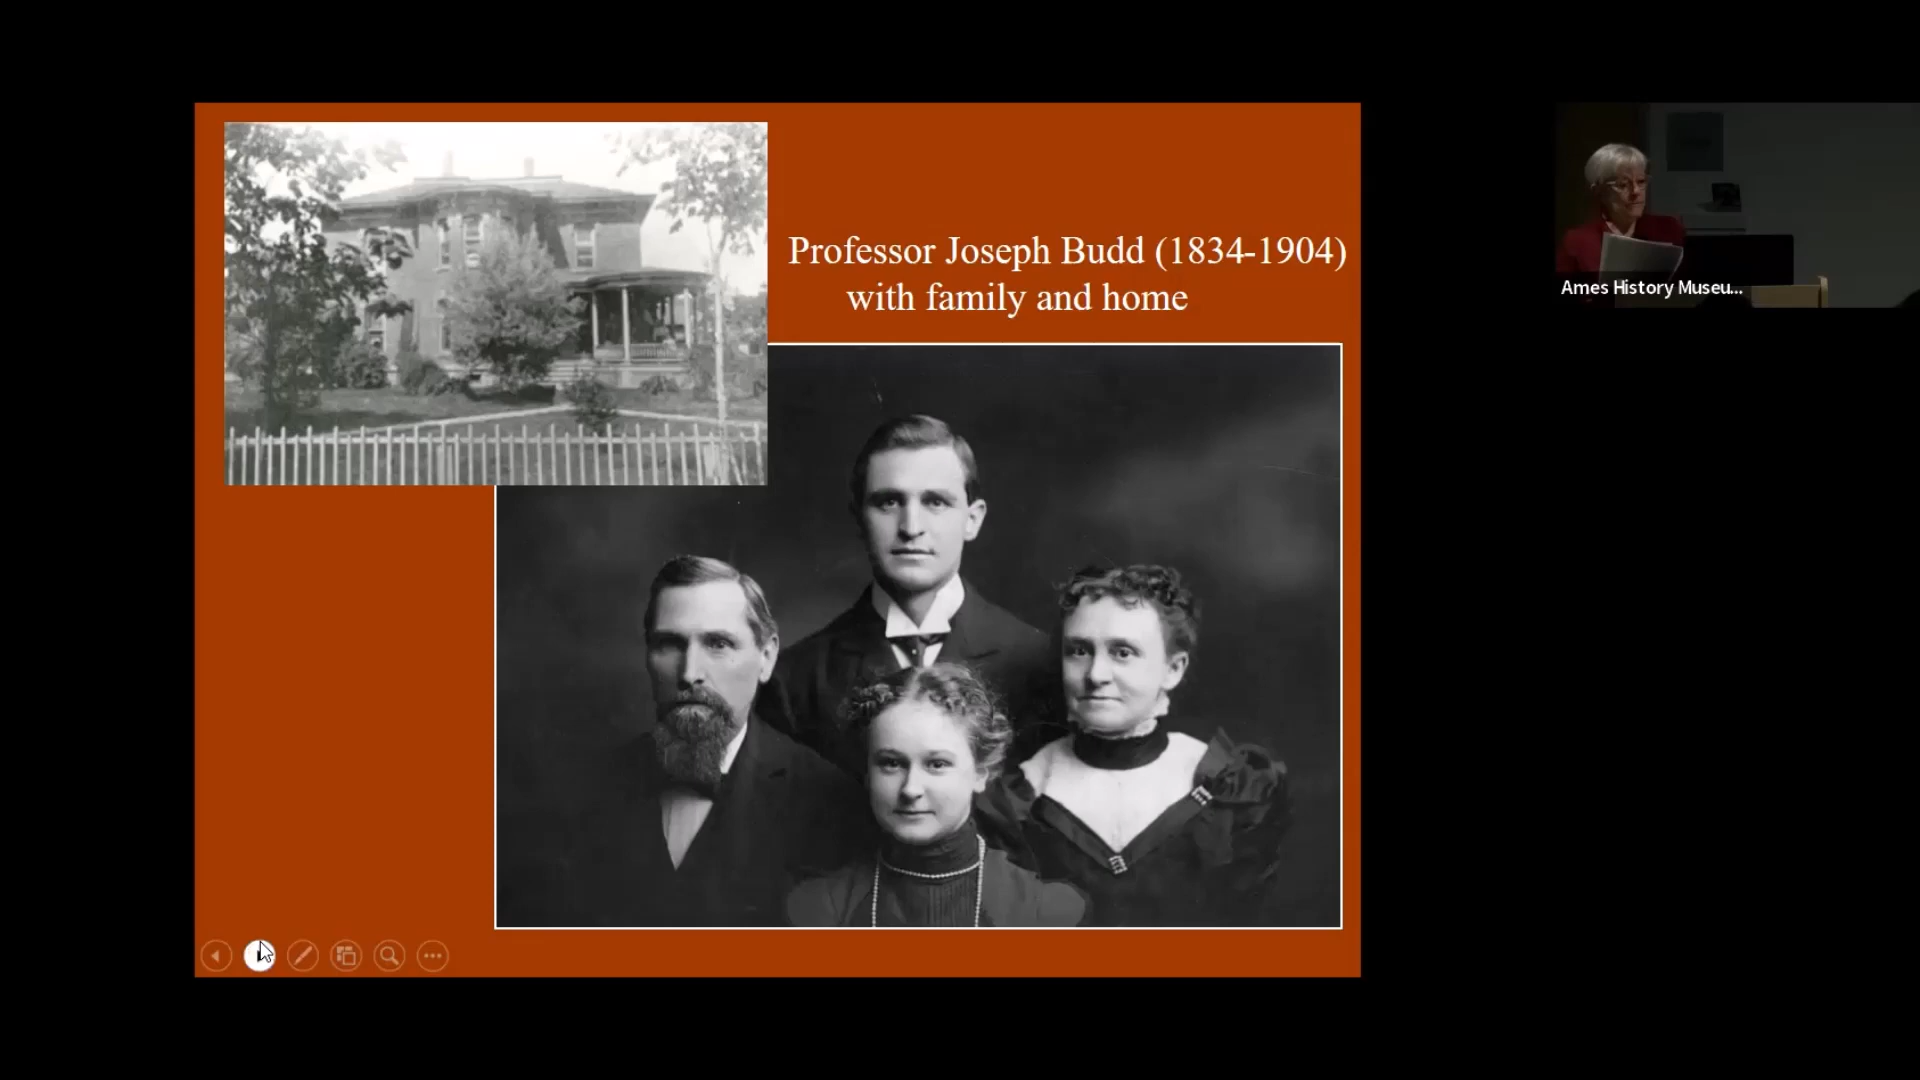 Professor Joseph Budd (1834-1904)
with family and home
Ames History Museu...